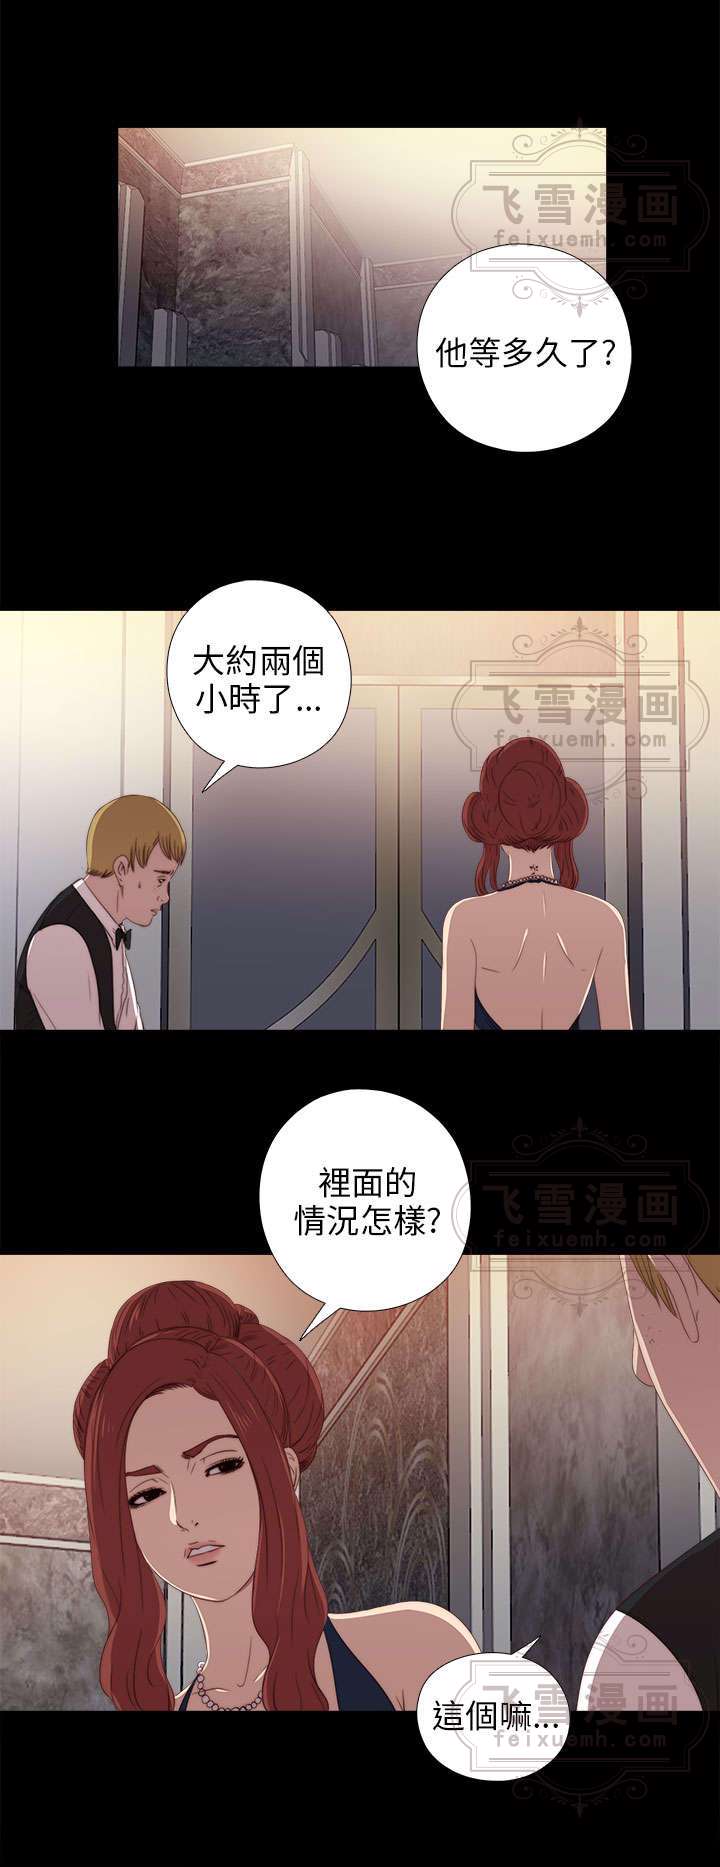 飞雪漫画
feixuemh.com
他等多久了?
大約兩個
小時了...
飞雪漫画
feixuemh.com
裡面的
情況怎樣?
飞雪漫画
feixuemh.com
這個嘛...
飞雪漫画
feixuemh.com